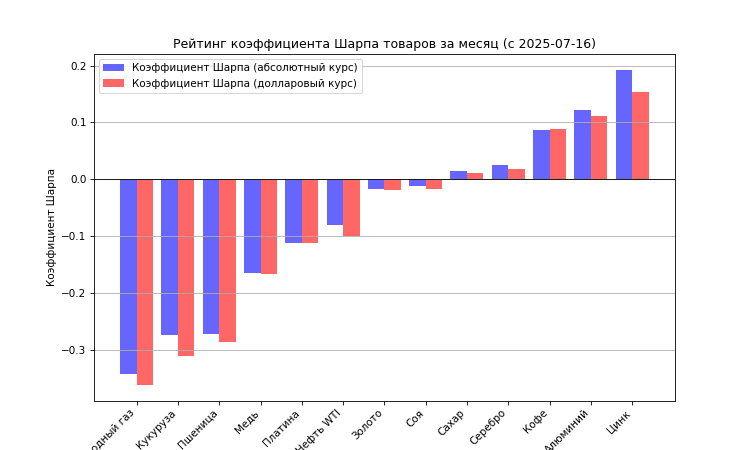 Рейтинг коэффициента Шарпа товаров за месяц (с 2025-07-16)
Коэффициент Шарпа (абсолютный курс)
Коэффициент Шарпа (долларовый курс)
Коэффициент Шарпа
0.2
0.1
0.0
−0.1
−0.2
−0.3
одный газ
Кукуруза
Пшеница
Медь
Платина
Нефть WTI
Золото
Соя
Сахар
Серебро
Кофе
Алюминий
Цинк